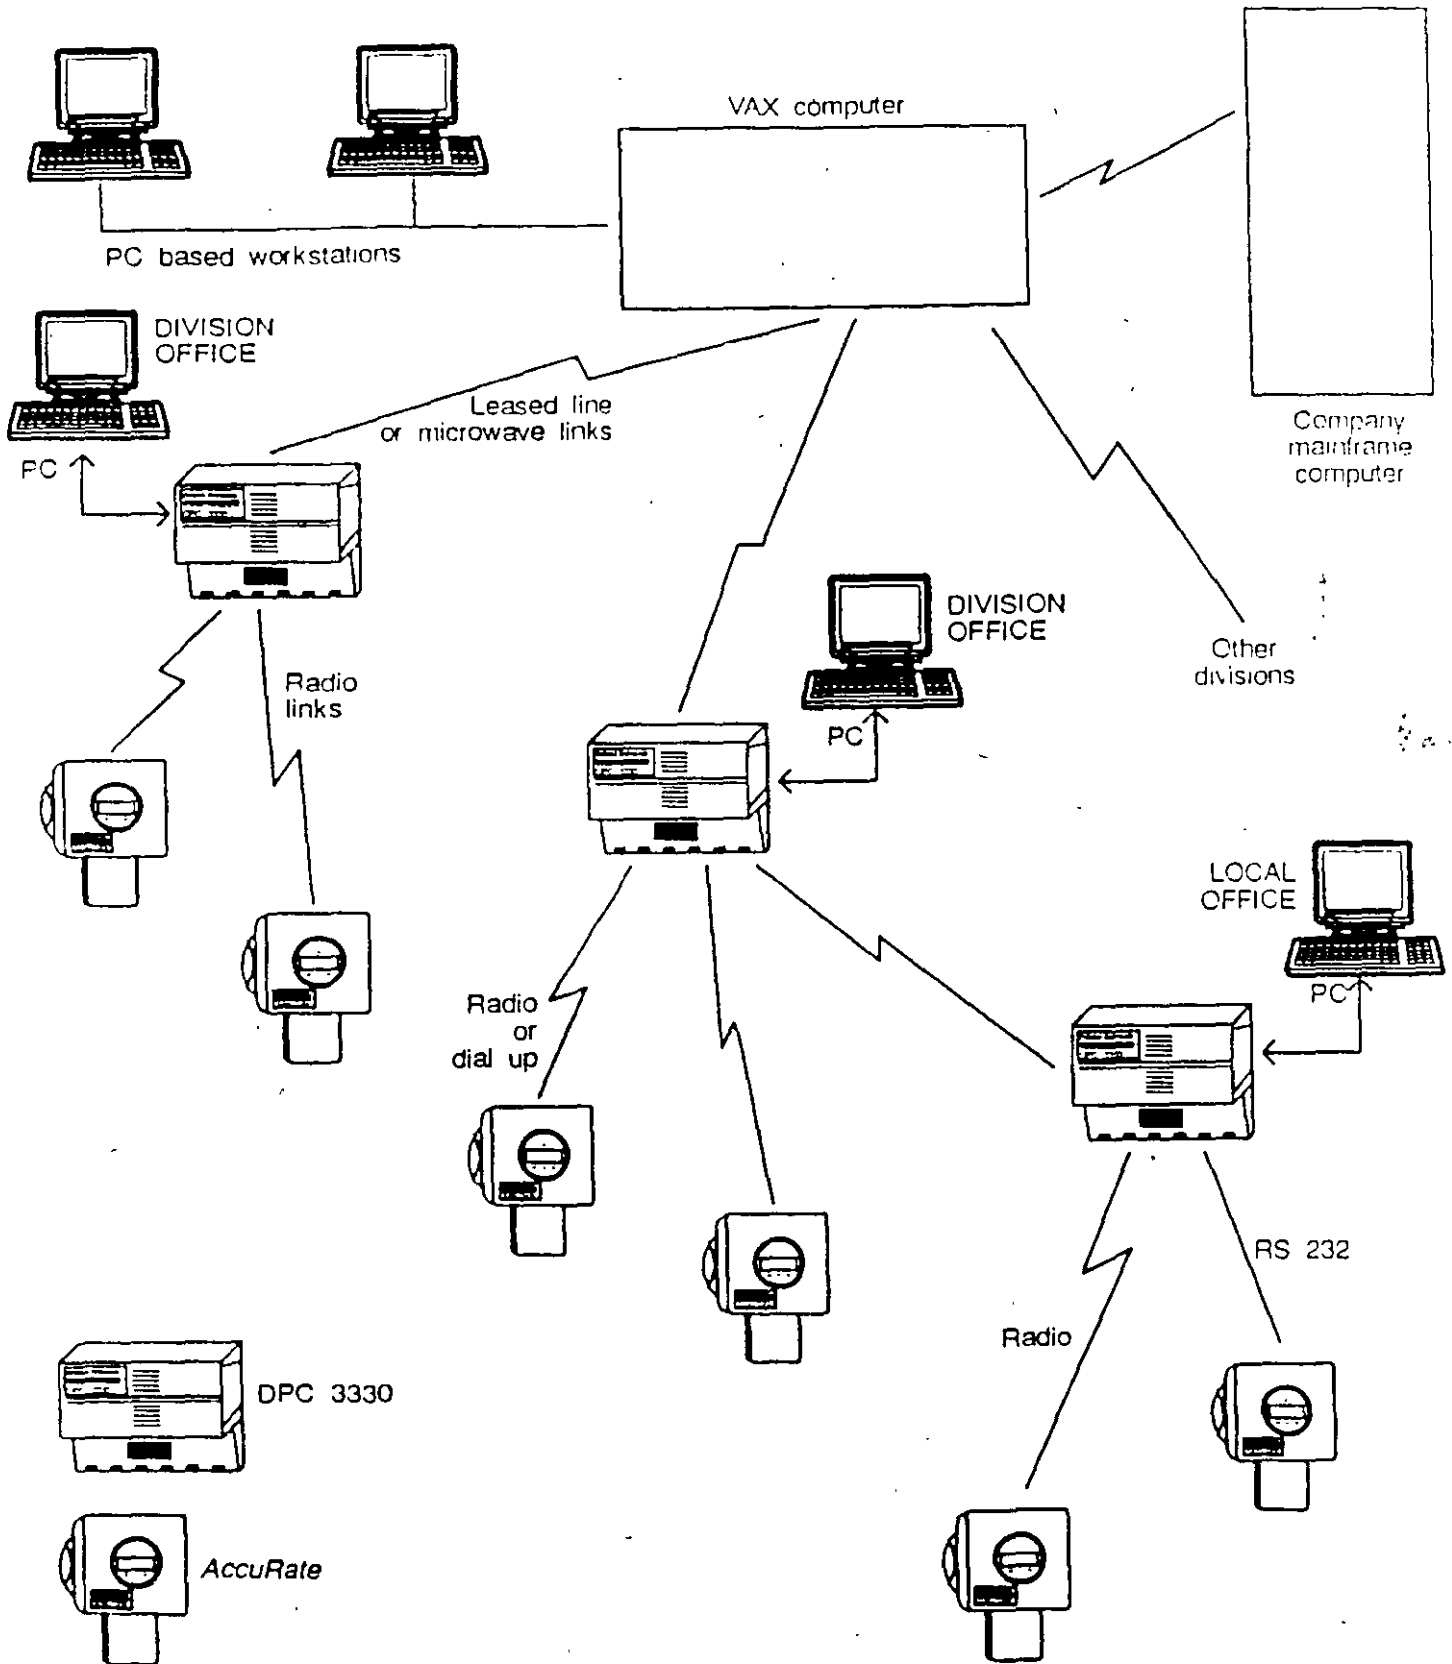 VAX computer
PC based workstations
DIVISION
OFFICE
Leased line
or microwave links
Company
mainframe
computer
PC
DIVISION
OFFICE
Other
divisions
Radio
links
PC
LOCAL
OFFICE
PC
Radio
or
dial up
RS 232
Radio
DPC 3330
AccuRate